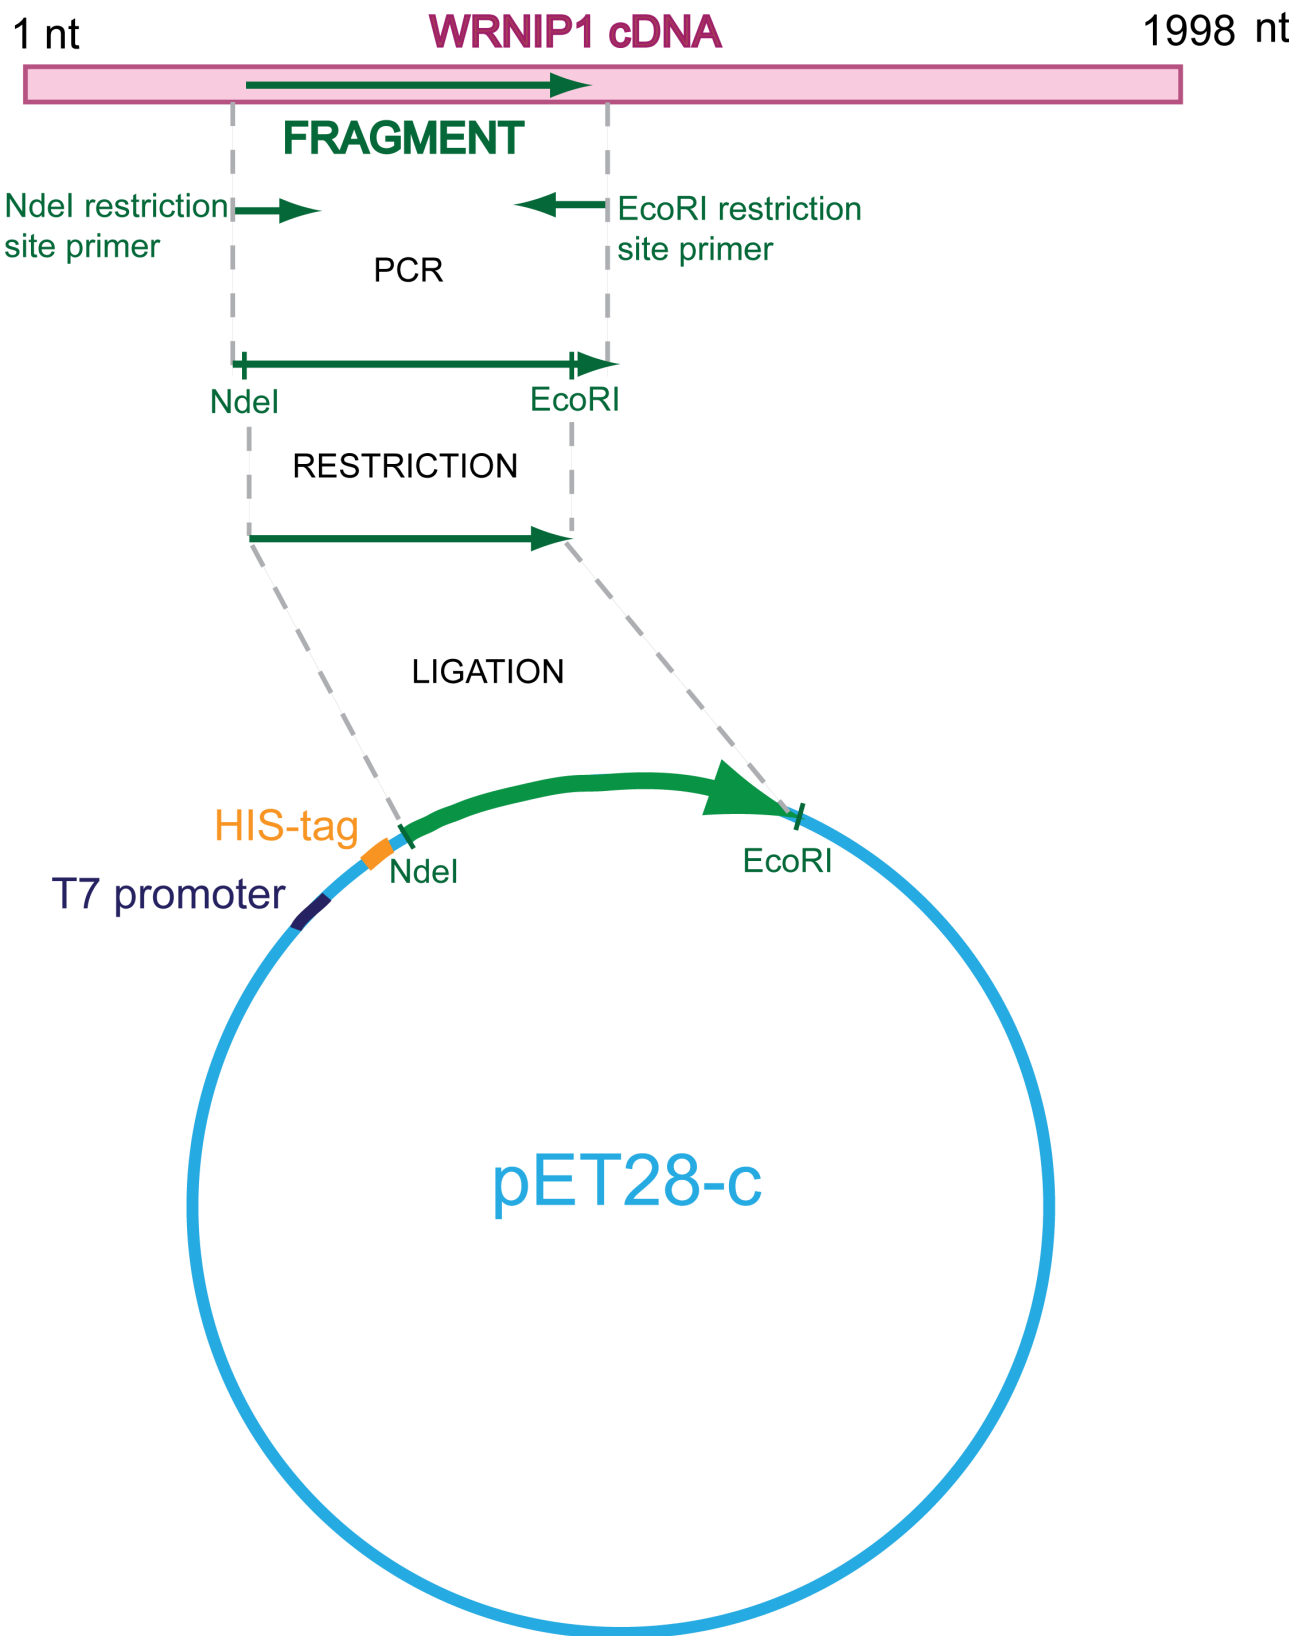 1 nt
WRNIP1 cDNA
1998 nt
FRAGMENT
NdeI restriction
site primer
EcoRI restriction
site primer
PCR
NdeI
EcoRI
RESTRICTION
LIGATION
HIS-tag
NdeI
EcoRI
T7 promoter
pET28-c